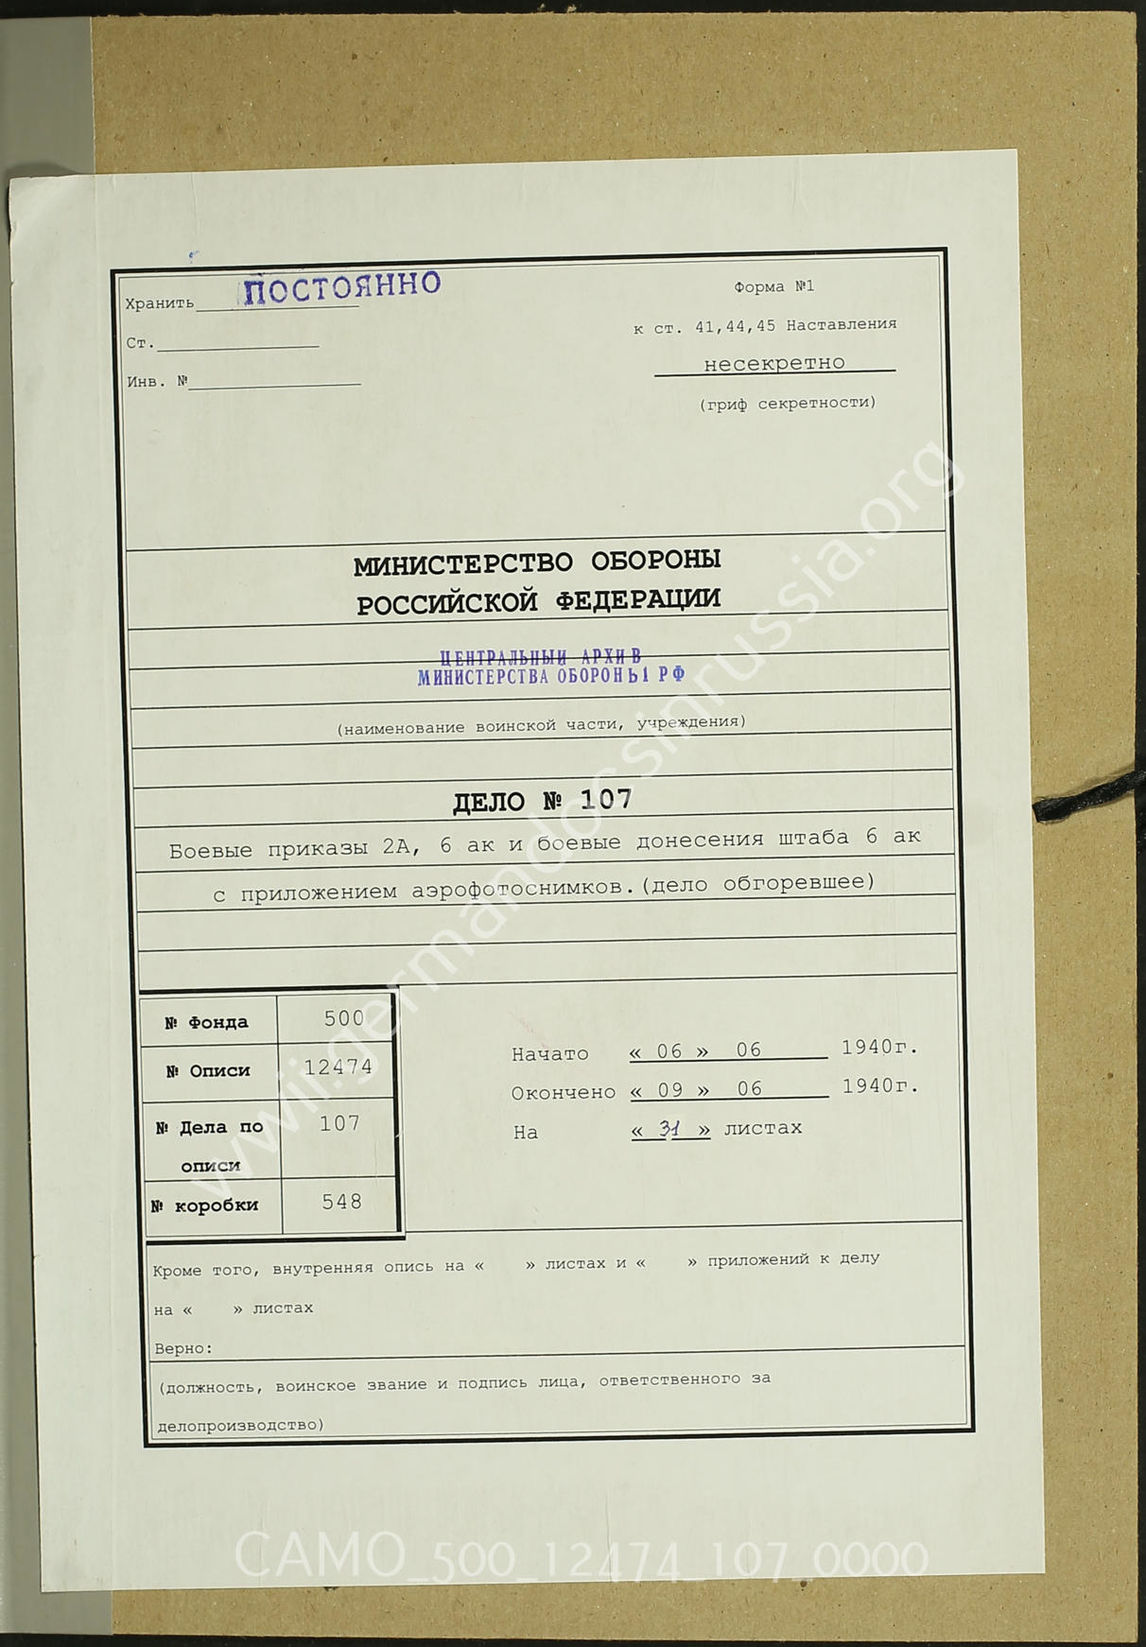 Хранить ПОСТОЯННО
Форма №1
Ст.
к ст. 41,44,45 Наставления
Инв. №
несекретно
(гриф секретности)
МИНИСТЕРСТВО ОБОРОНЫ
РОССИЙСКОЙ ФЕДЕРАЦИИ
ЦЕНТРАЛЬНЫЙ АРХИВ
МИНИСТЕРСТВА ОБОРОНЫ РФ
(наименование воинской части, учреждения)
ДЕЛО № 107
Боевые приказы 2А, 6 ак и боевые донесения штаба 6 ак
с приложением аэрофотоснимков.(дело обгоревшее)
№ Фонда 500
№ Описи 12474
№ Дела по описи 107
№ коробки 548
Начато « 06 » 06 1940г.
Окончено « 09 » 06 1940г.
На « 31 » листах
Кроме того, внутренняя опись на « » листах и « » приложений к делу
на « » листах
Верно:
(должность, воинское звание и подпись лица, ответственного за
делопроизводство)
www.germandocsinrussia.org
CAMO_500_12474_107_0000